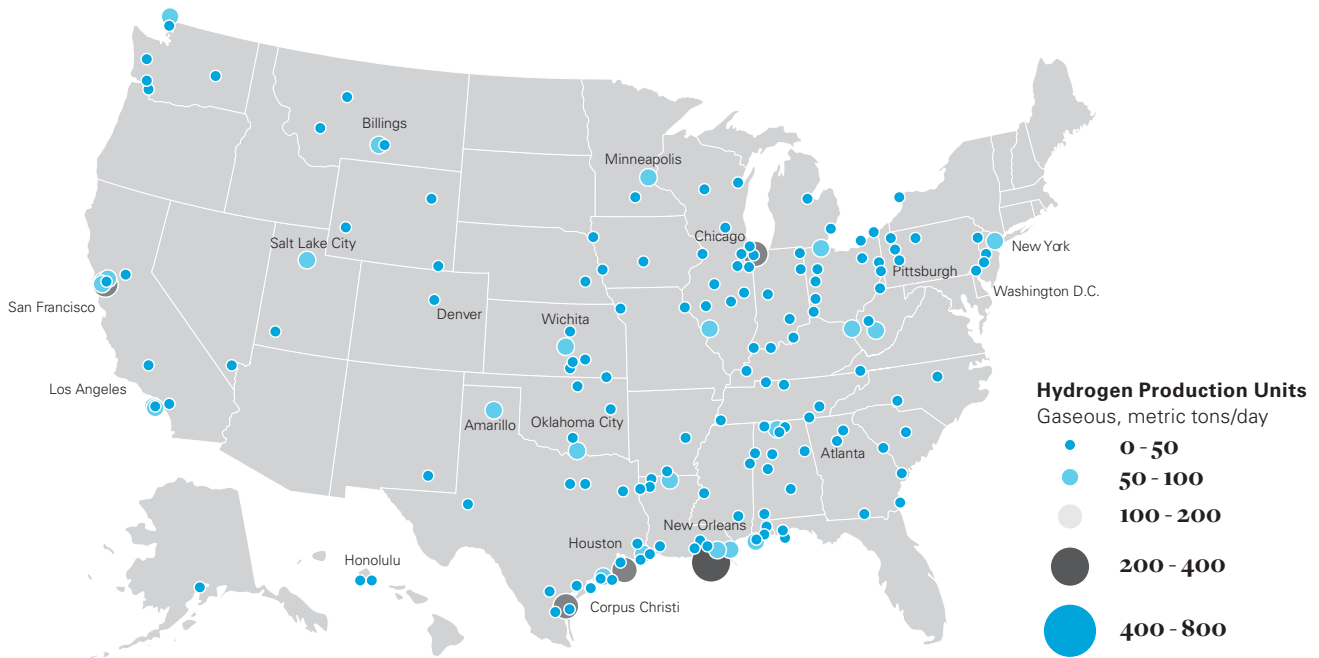 Billings
Minneapolis
Chicago
Salt Lake City
New York
Pittsburgh
Washington D.C.
San Francisco
Denver
Wichita
Los Angeles
Amarillo
Oklahoma City
Atlanta
New Orleans
Houston
Honolulu
Corpus Christi
Hydrogen Production Units
Gaseous, metric tons/day
0 - 50
50 - 100
100 - 200
200 - 400
400 - 800